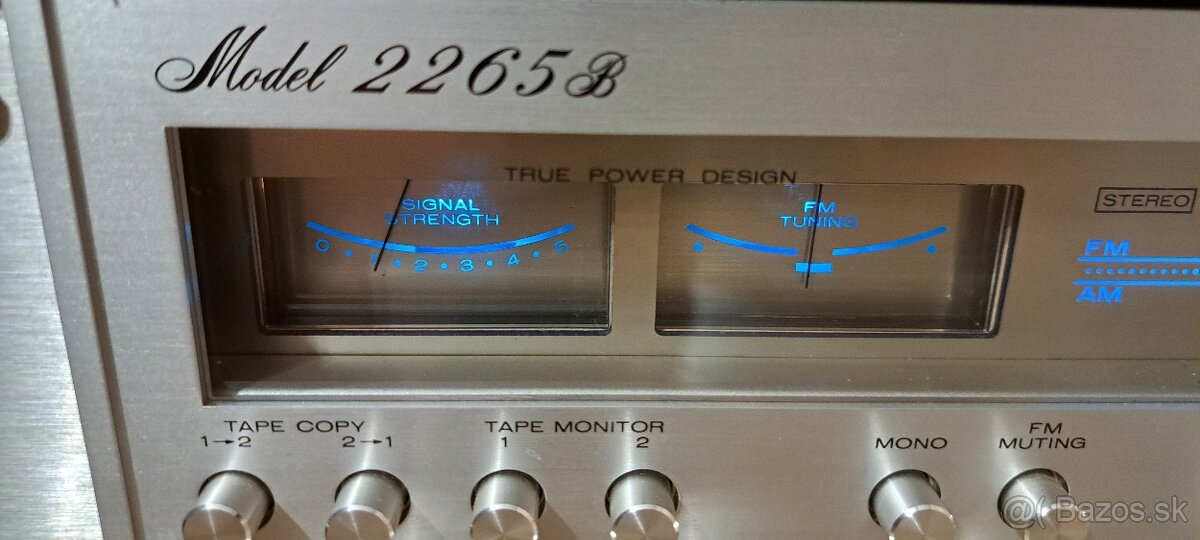 Model 2265B
TRUE POWER DESIGN
SIGNAL
STRENGTH
0 • 1 • 2 • 3 • 4 • 5
FM
TUNING
STEREO
FM
AM
TAPE COPY
1→2 2→1
TAPE MONITOR
1 2
MONO
FM
MUTING
Bazos.sk